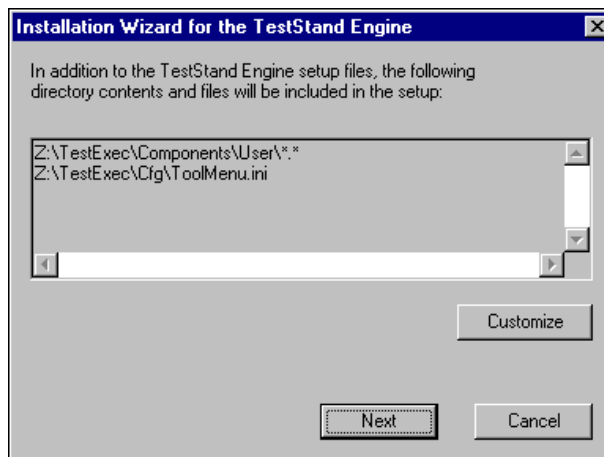 Installation Wizard for the TestStand Engine
In addition to the TestStand Engine setup files, the following
directory contents and files will be included in the setup:
Z:\TestExec\Components\User\*.*
Z:\TestExec\Cfg\ToolMenu.ini
Customize
Next
Cancel